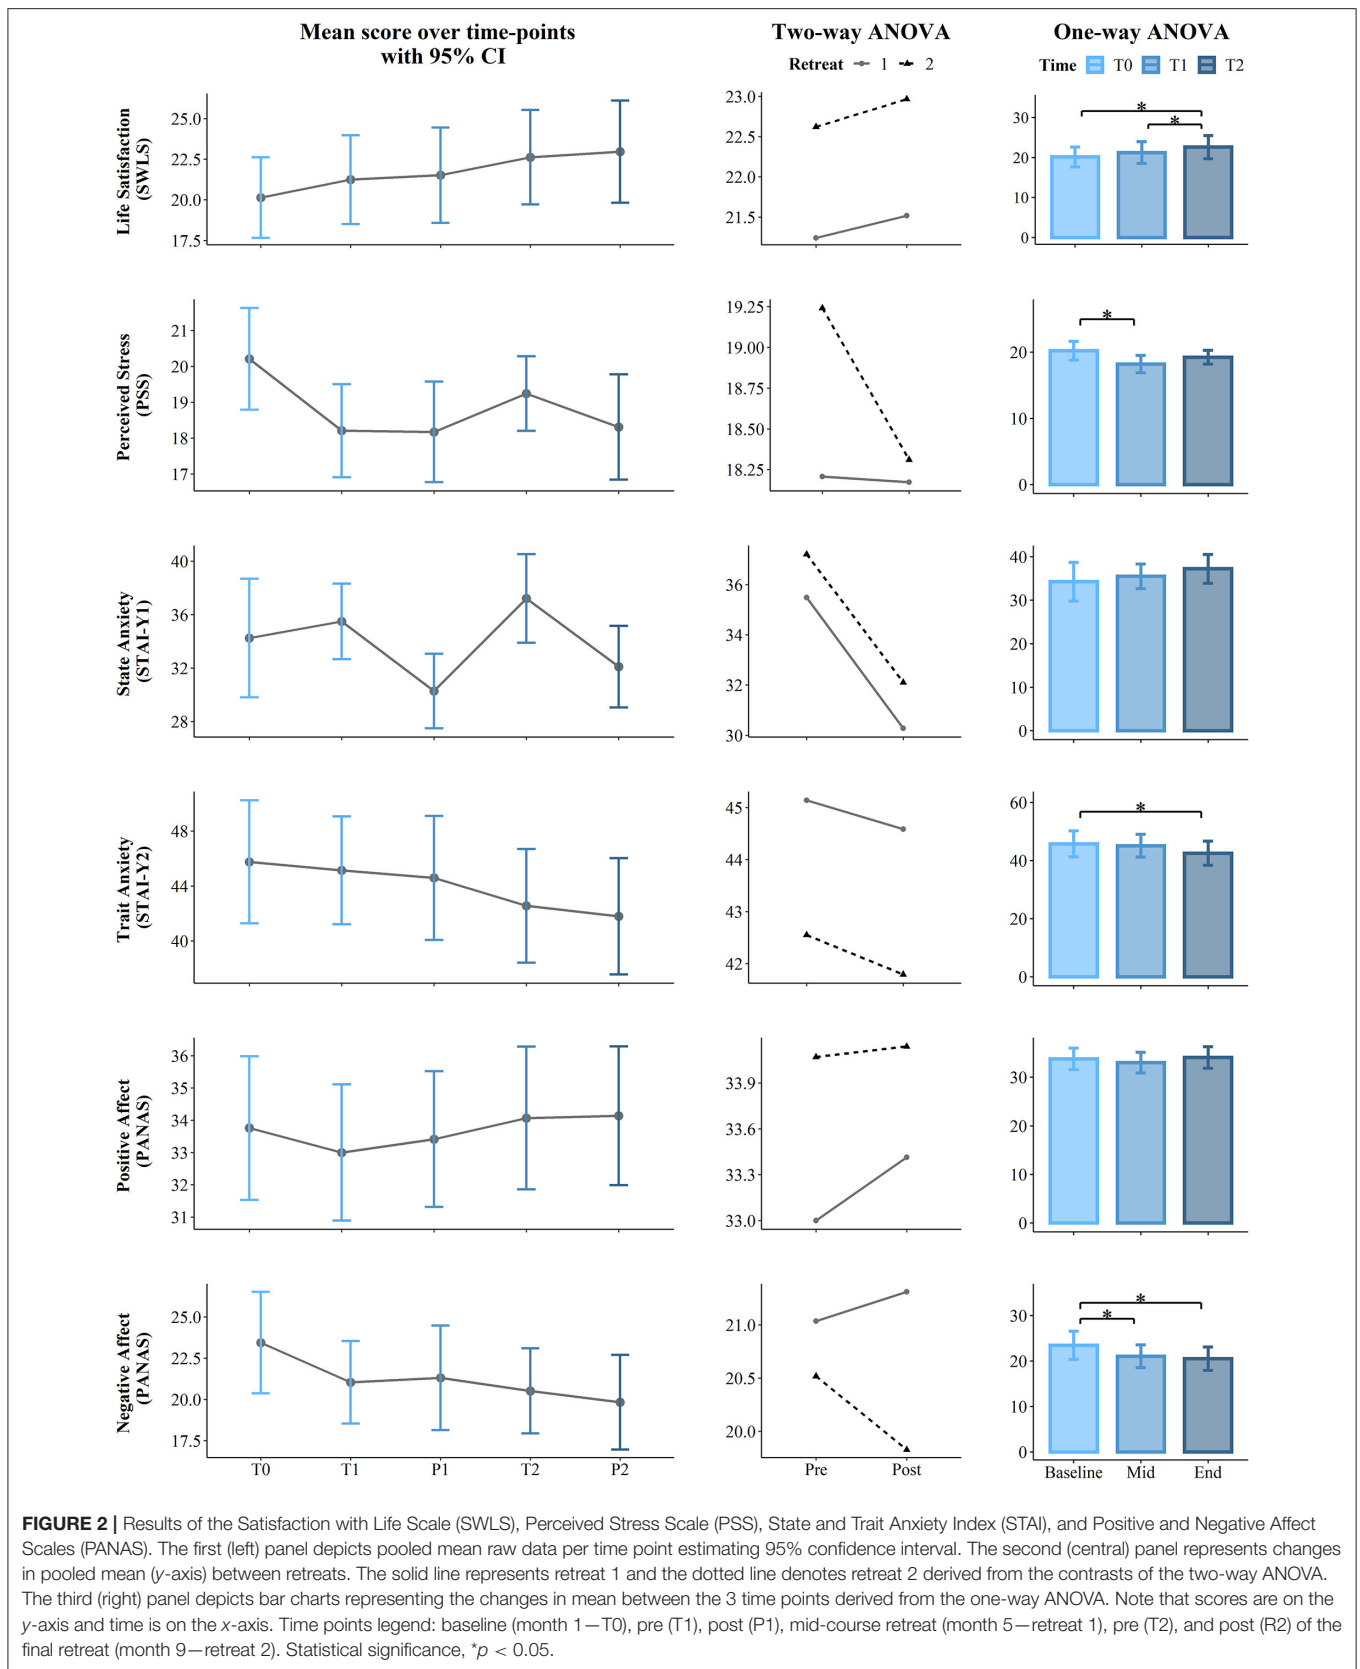 Mean score over time-points
with 95% CI
Two-way ANOVA
Retreat 1 2
One-way ANOVA
Time T0 T1 T2
Life Satisfaction
(SWLS)
25.0
22.5
20.0
17.5
23.0
22.5
22.0
21.5
30
20
10
0
*
*
Perceived Stress
(PSS)
21
20
19
18
17
19.25
19.00
18.75
18.50
18.25
20
10
0
*
State Anxiety
(STAI-Y1)
40
36
32
28
36
34
32
30
40
30
20
10
0
Trait Anxiety
(STAI-Y2)
48
44
40
45
44
43
42
60
40
20
0
*
Positive Affect
(PANAS)
36
35
34
33
32
31
33.9
33.6
33.3
33.0
30
20
10
0
Negative Affect
(PANAS)
25.0
22.5
20.0
17.5
21.0
20.5
20.0
30
20
10
0
*
*
T0 T1 P1 T2 P2
Pre Post
Baseline Mid End
FIGURE 2 | Results of the Satisfaction with Life Scale (SWLS), Perceived Stress Scale (PSS), State and Trait Anxiety Index (STAI), and Positive and Negative Affect
Scales (PANAS). The first (left) panel depicts pooled mean raw data per time point estimating 95% confidence interval. The second (central) panel represents changes
in pooled mean (y-axis) between retreats. The solid line represents retreat 1 and the dotted line denotes retreat 2 derived from the contrasts of the two-way ANOVA.
The third (right) panel depicts bar charts representing the changes in mean between the 3 time points derived from the one-way ANOVA. Note that scores are on the
y-axis and time is on the x-axis. Time points legend: baseline (month 1—T0), pre (T1), post (P1), mid-course retreat (month 5—retreat 1), pre (T2), and post (R2) of the
final retreat (month 9—retreat 2). Statistical significance, *p < 0.05.